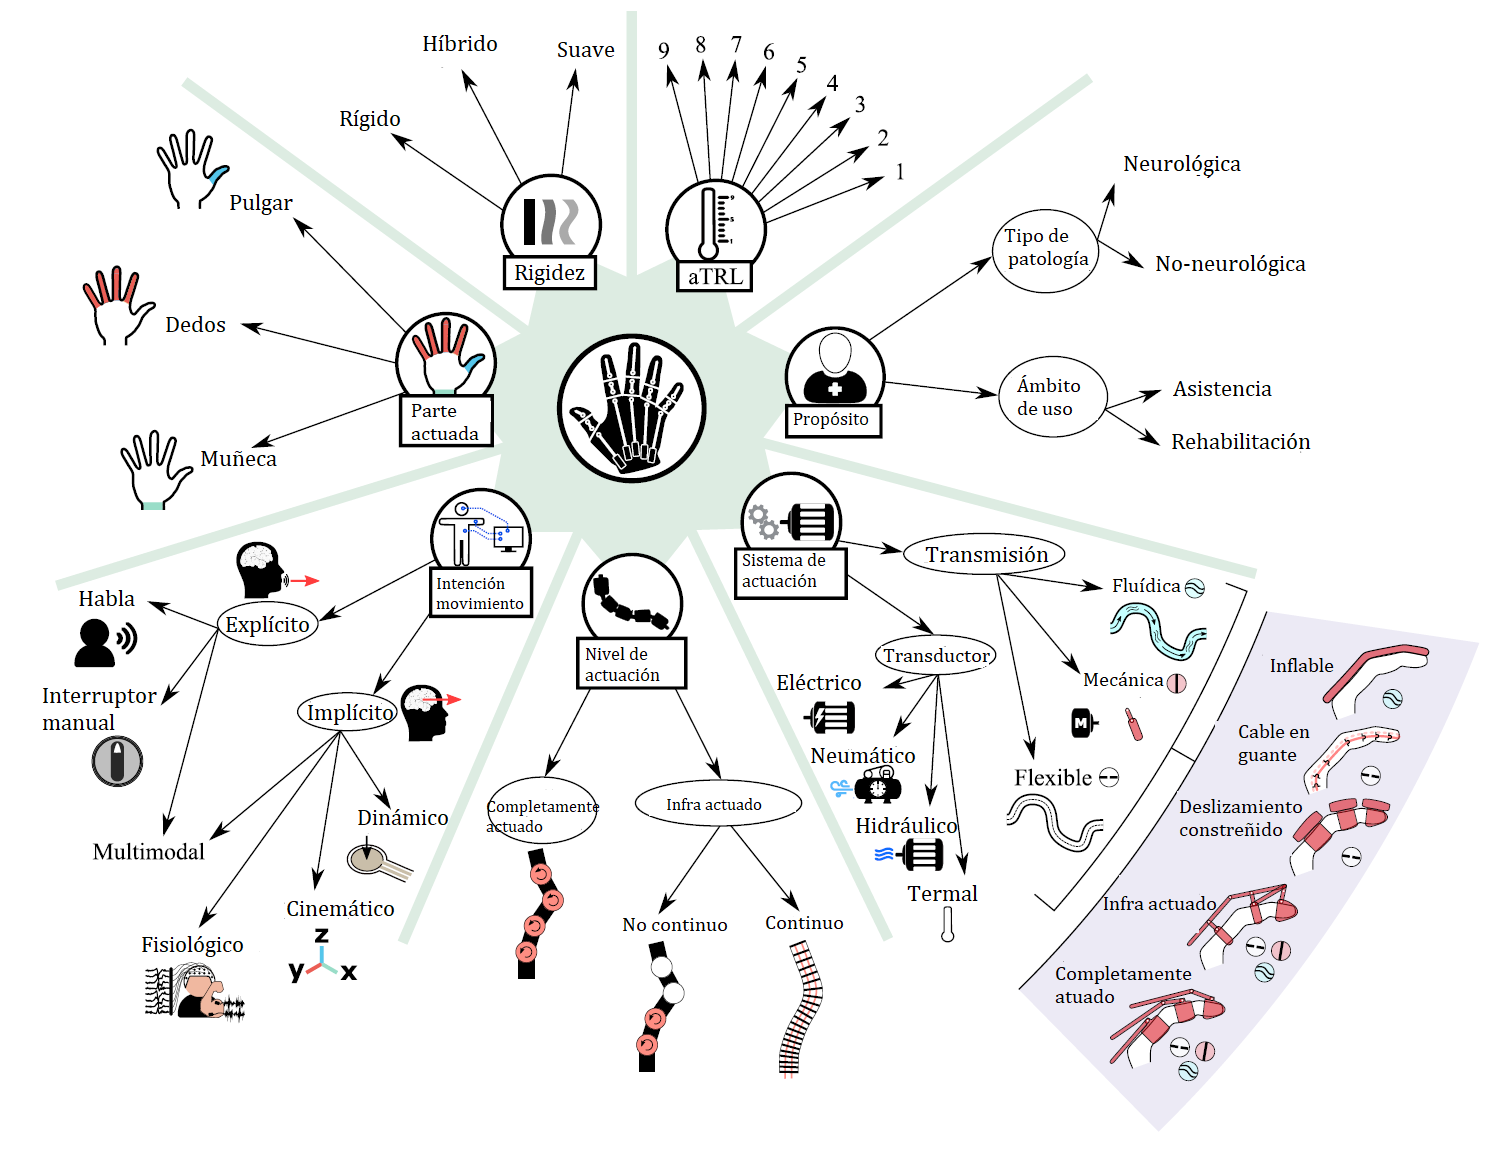 Híbrido
Suave
Rígido
Rigidez
9
8
7
6
5
4
3
2
1
9
5
1
aTRL
Neurológica
Tipo de
patología
No-neurológica
Ámbito
de uso
Asistencia
Rehabilitación
Propósito
Pulgar
Dedos
Muñeca
Parte
actuada
Intención
movimiento
Explícito
Habla
Interruptor
manual
Implícito
Multimodal
Dinámico
Cinemático
z
y
x
Fisiológico
Nivel de
actuación
Completamente
actuado
Infra actuado
No continuo
Continuo
Sistema de
actuación
Transmisión
Transductor
Eléctrico
Neumático
Hidráulico
Termal
Fluídica
Mecánica
M
Flexible
Inflable
Cable en
guante
Deslizamiento
constreñido
Infra actuado
Completamente
atuado